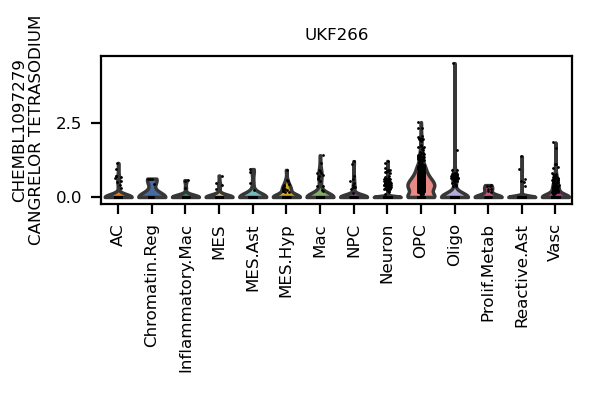 UKF266
CHEMBL1097279
CANGRELOR TETRASODIUM
2.5
0.0
AC
Chromatin.Reg
Inflammatory.Mac
MES
MES.Ast
MES.Hyp
Mac
NPC
Neuron
OPC
Oligo
Prolif.Metab
Reactive.Ast
Vasc